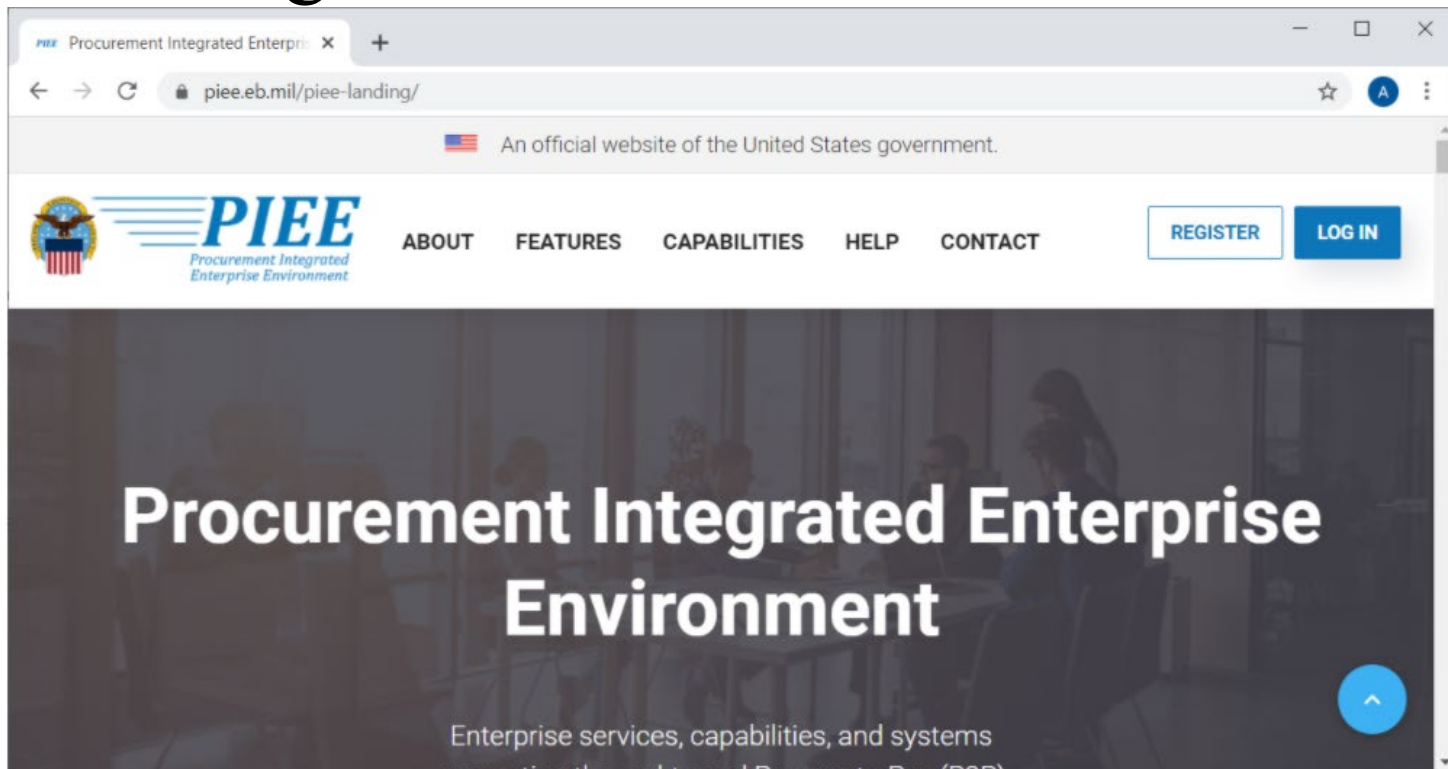 PIEE Procurement Integrated Enterpri
piee.eb.mil/piee-landing/
A
An official website of the United States government.
PIEE
Procurement Integrated
Enterprise Environment
ABOUT FEATURES CAPABILITIES HELP CONTACT
REGISTER LOG IN
Procurement Integrated Enterprise
Environment
Enterprise services, capabilities, and systems